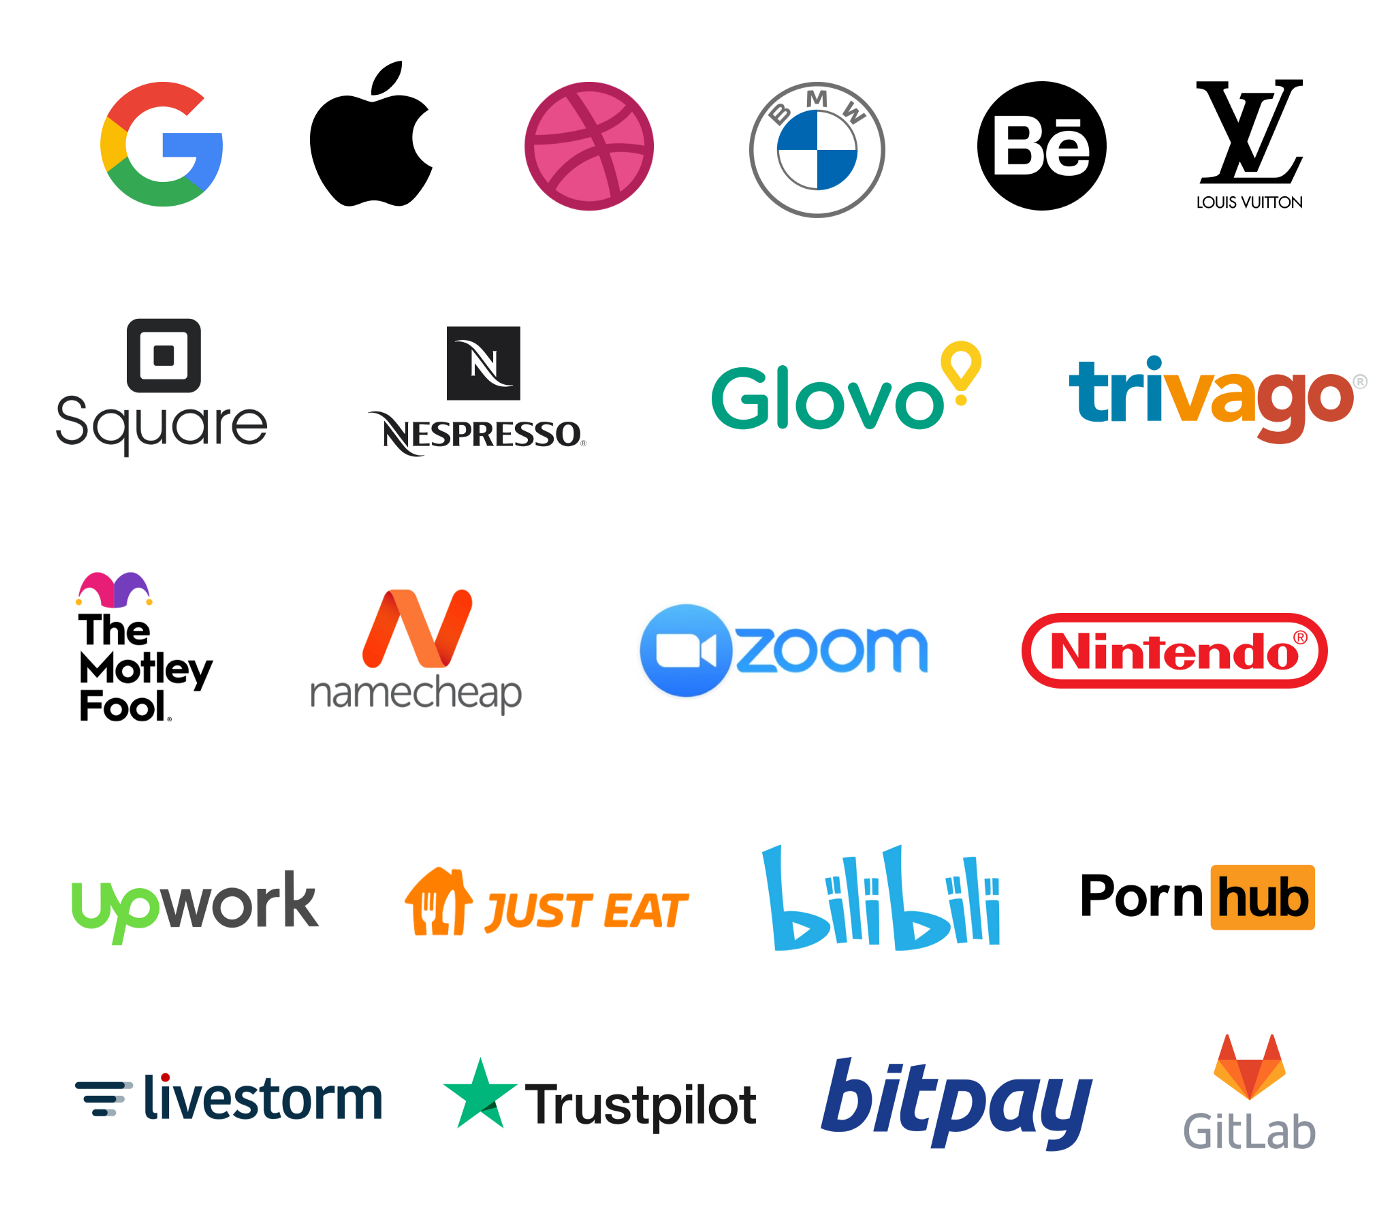 G
BMW
Bē
LV
LOUIS VUITTON
Square
N
NESPRESSO®
Glovo
trivago®
The
Motley
Fool®
N
namecheap
zoom
Nintendo®
upwork
JUST EAT
bilibili
Porn hub
livestorm
Trustpilot
bitpay
GitLab